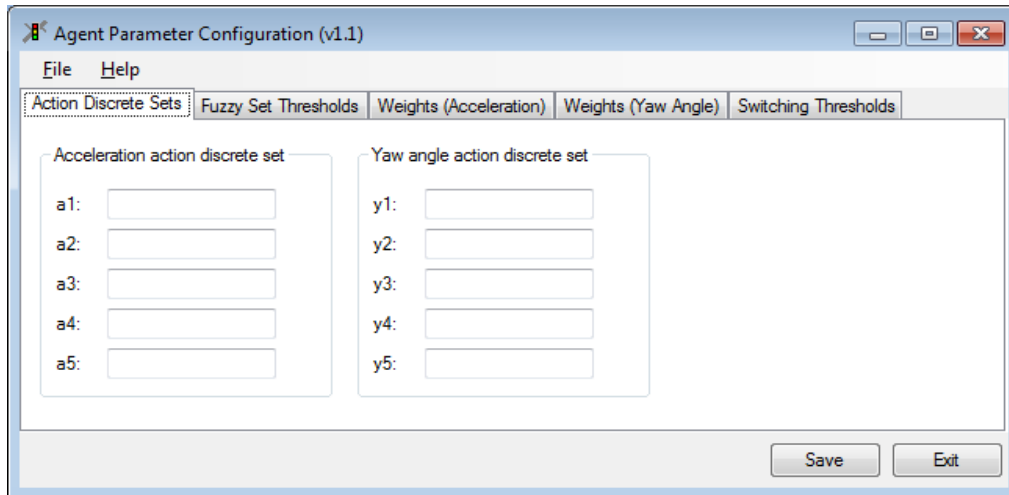 Agent Parameter Configuration (v1.1)
File Help
Action Discrete Sets Fuzzy Set Thresholds Weights (Acceleration) Weights (Yaw Angle) Switching Thresholds
Acceleration action discrete set
a1:
a2:
a3:
a4:
a5:
Yaw angle action discrete set
y1:
y2:
y3:
y4:
y5:
Save Exit